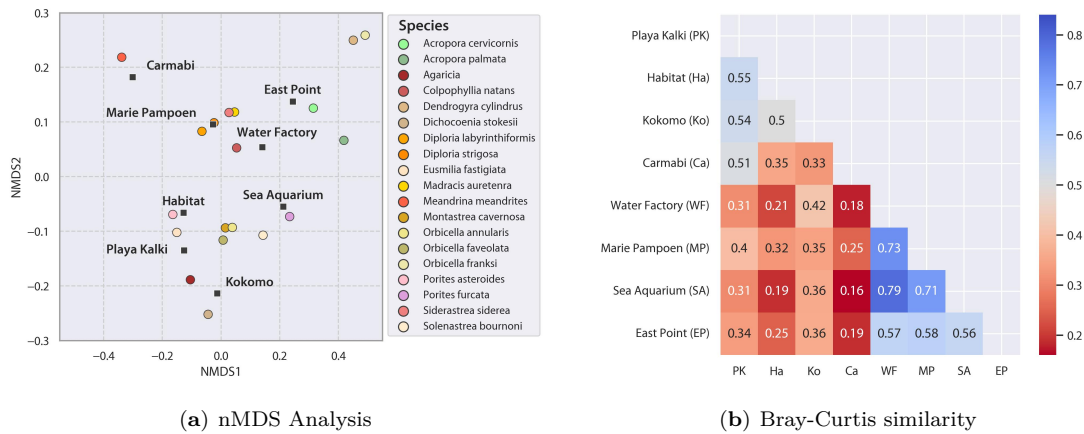 0.3
0.2
0.1
0.0
−0.1
−0.2
−0.3
NMDS2
−0.4
−0.2
0.0
0.2
0.4
NMDS1
Carmabi
East Point
Marie Pampoen
Water Factory
Habitat
Sea Aquarium
Playa Kalki
Kokomo
Species
Acropora cervicornis
Acropora palmata
Agaricia
Colpophyllia natans
Dendrogyra cylindrus
Dichocoenia stokesii
Diploria labyrinthiformis
Diploria strigosa
Eusmilia fastigiata
Madracis auretenra
Meandrina meandrites
Montastrea cavernosa
Orbicella annularis
Orbicella faveolata
Orbicella franksi
Porites asteroides
Porites furcata
Siderastrea siderea
Solenastrea bournoni
(a) nMDS Analysis
Playa Kalki (PK)
Habitat (Ha) 0.55
Kokomo (Ko) 0.54 0.5
Carmabi (Ca) 0.51 0.35 0.33
Water Factory (WF) 0.31 0.21 0.42 0.18
Marie Pampoen (MP) 0.4 0.32 0.35 0.25 0.73
Sea Aquarium (SA) 0.31 0.19 0.36 0.16 0.79 0.71
East Point (EP) 0.34 0.25 0.36 0.19 0.57 0.58 0.56
PK Ha Ko Ca WF MP SA EP
0.8
0.7
0.6
0.5
0.4
0.3
0.2
(b) Bray-Curtis similarity